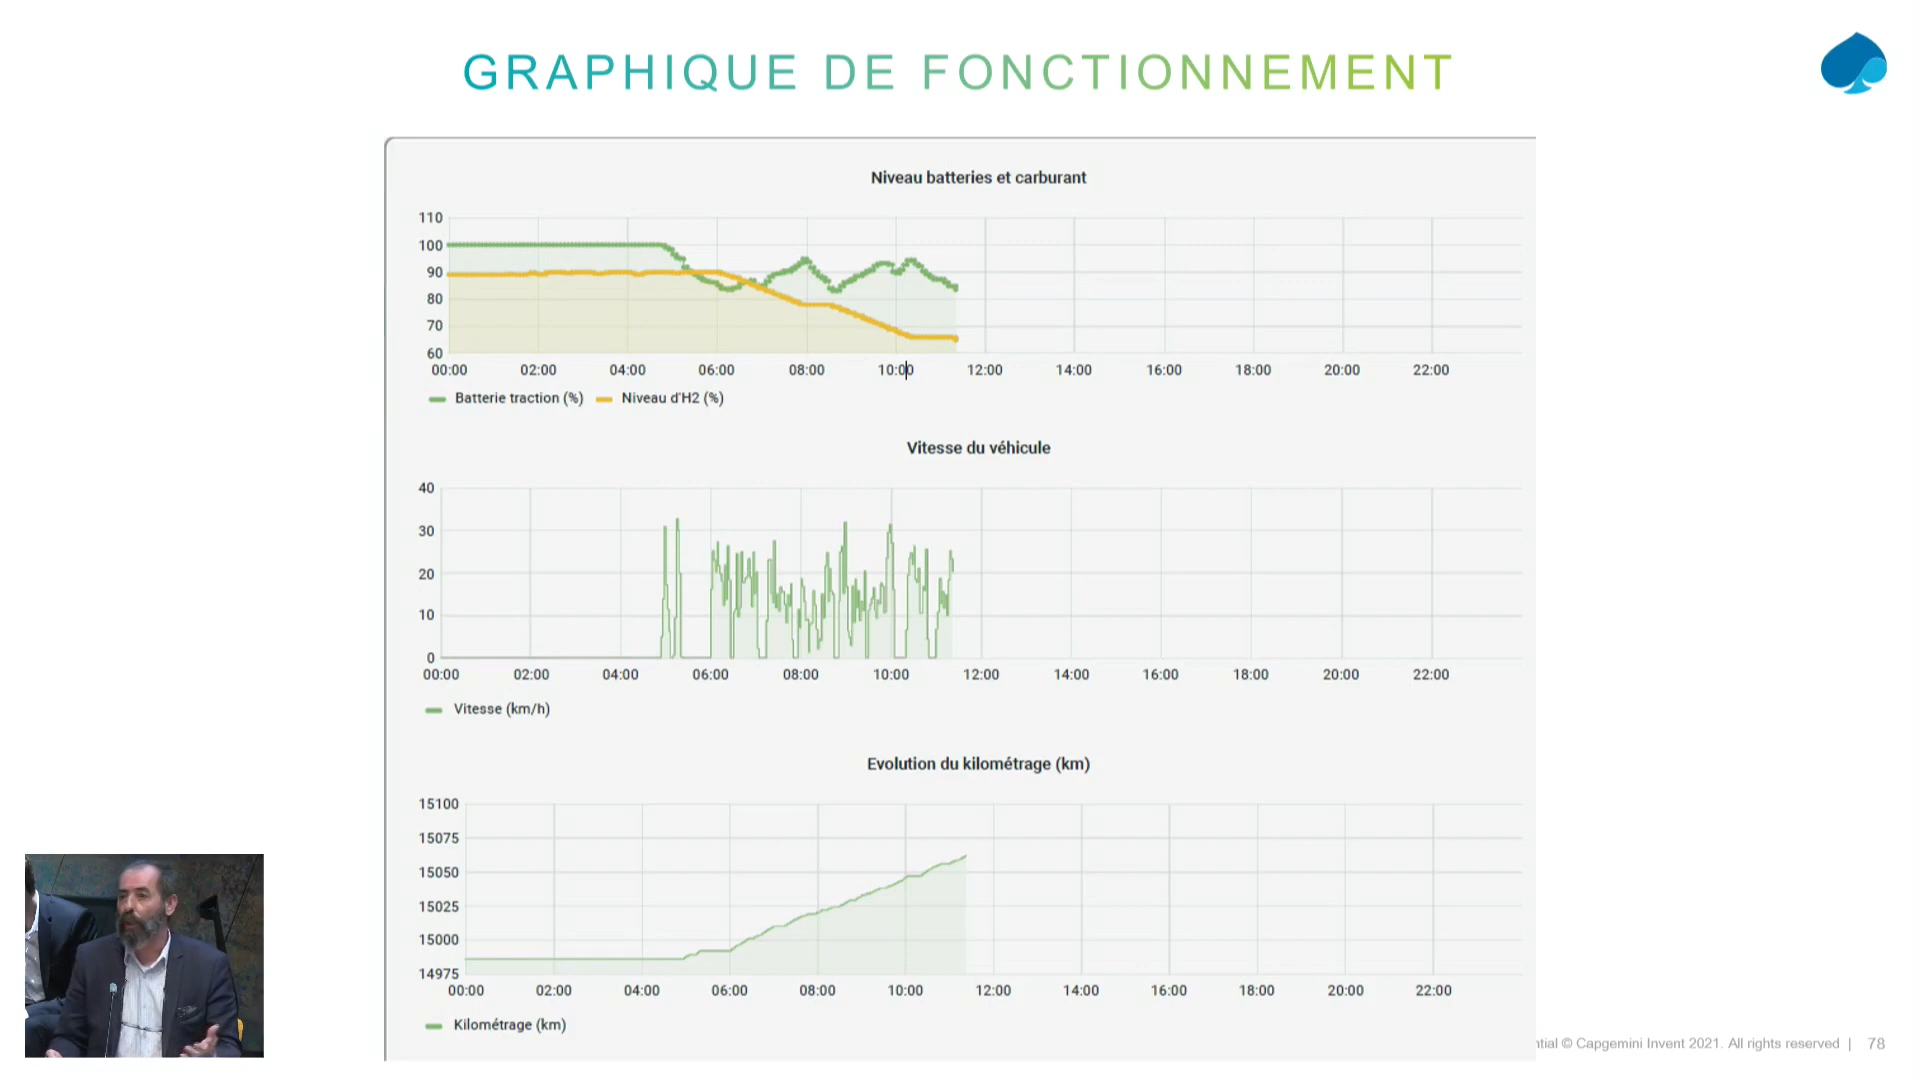 GRAPHIQUE DE FONCTIONNEMENT
Niveau batteries et carburant
110
100
90
80
70
60
00:00 02:00 04:00 06:00 08:00 10:00 12:00 14:00 16:00 18:00 20:00 22:00
Batterie traction (%) Niveau d'H2 (%)
Vitesse du véhicule
40
30
20
10
0
00:00 02:00 04:00 06:00 08:00 10:00 12:00 14:00 16:00 18:00 20:00 22:00
Vitesse (km/h)
Evolution du kilométrage (km)
15100
15075
15050
15025
15000
14975
00:00 02:00 04:00 06:00 08:00 10:00 12:00 14:00 16:00 18:00 20:00 22:00
Kilométrage (km)
© Capgemini Invent 2021. All rights reserved | 78